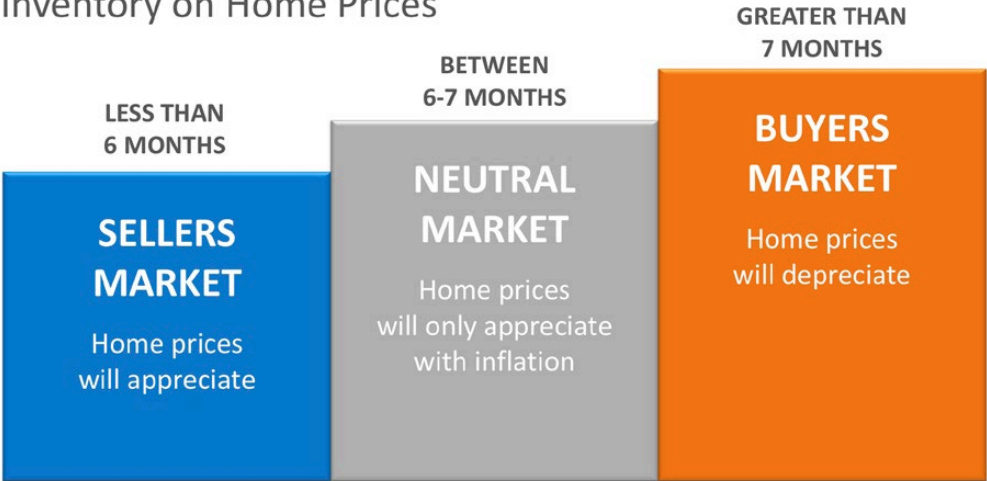 Inventory on Home Prices
LESS THAN
6 MONTHS
SELLERS
MARKET
Home prices
will appreciate
BETWEEN
6-7 MONTHS
NEUTRAL
MARKET
Home prices
will only appreciate
with inflation
GREATER THAN
7 MONTHS
BUYERS
MARKET
Home prices
will depreciate